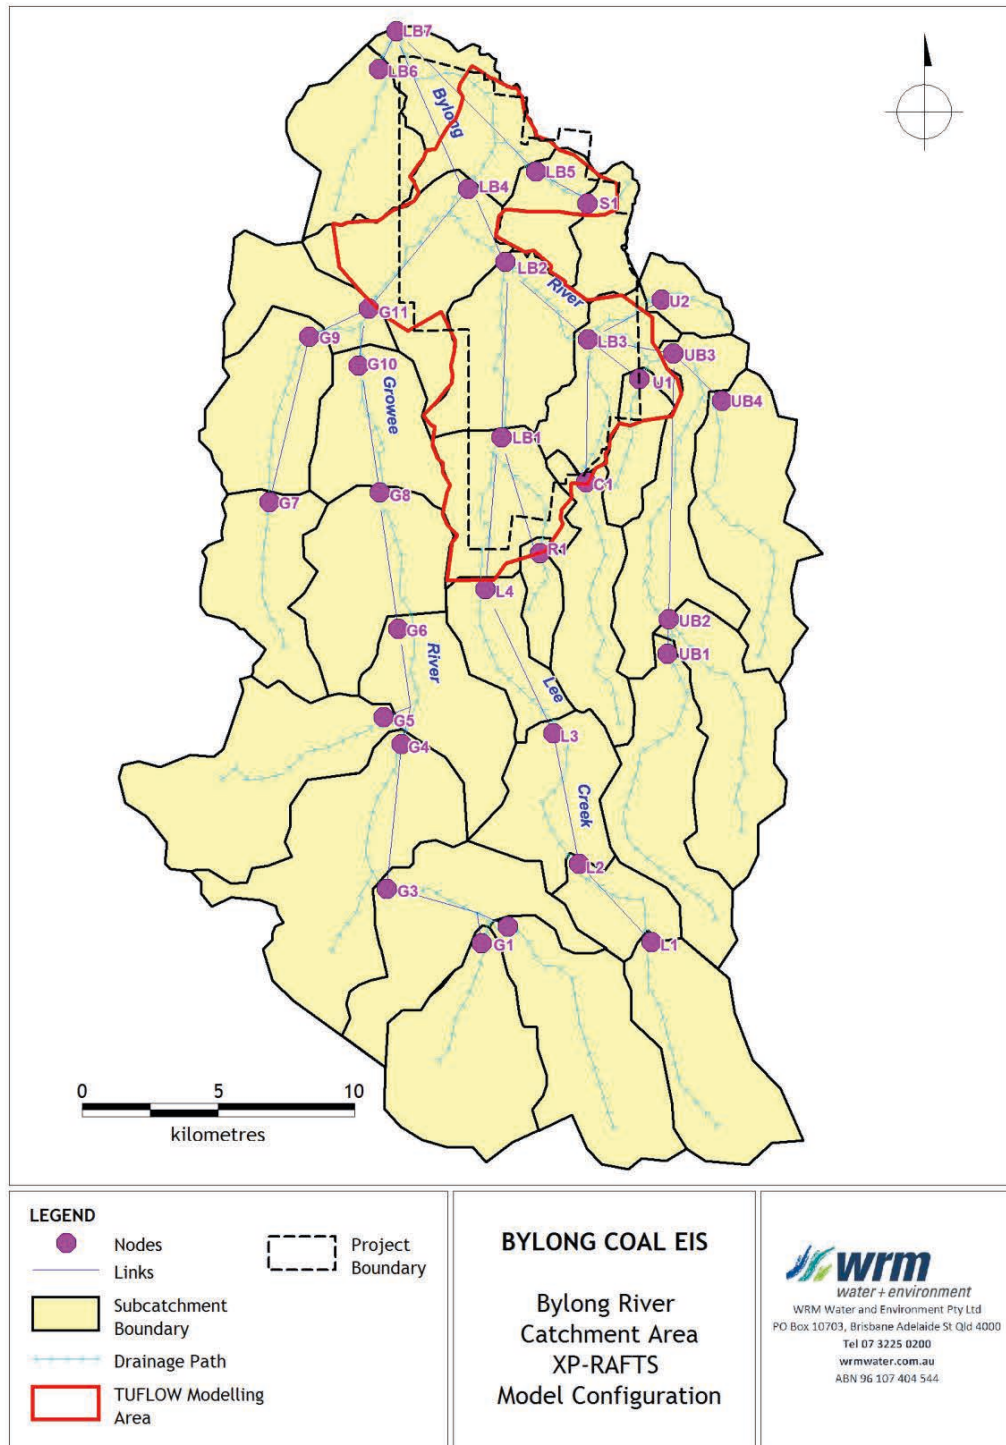 LB7
LB6
Bylong
LB5
LB4
S1
LB2
River
U2
G11
G9
LB3
UB3
G10
U1
Growee
UB4
LB1
C1
G8
G7
R1
L4
UB2
G6
UB1
River
Lee
G5
L3
G4
Creek
L2
G3
G1
L1
0 5 10
kilometres
LEGEND
Nodes
Links
Subcatchment
Boundary
Drainage Path
TUFLOW Modelling
Area
Project
Boundary
BYLONG COAL EIS
Bylong River
Catchment Area
XP-RAFTS
Model Configuration
wrm
water + environment
WRM Water and Environment Pty Ltd
PO Box 10703, Brisbane Adelaide St Qld 4000
Tel 07 3225 0200
wrmwater.com.au
ABN 96 107 404 544